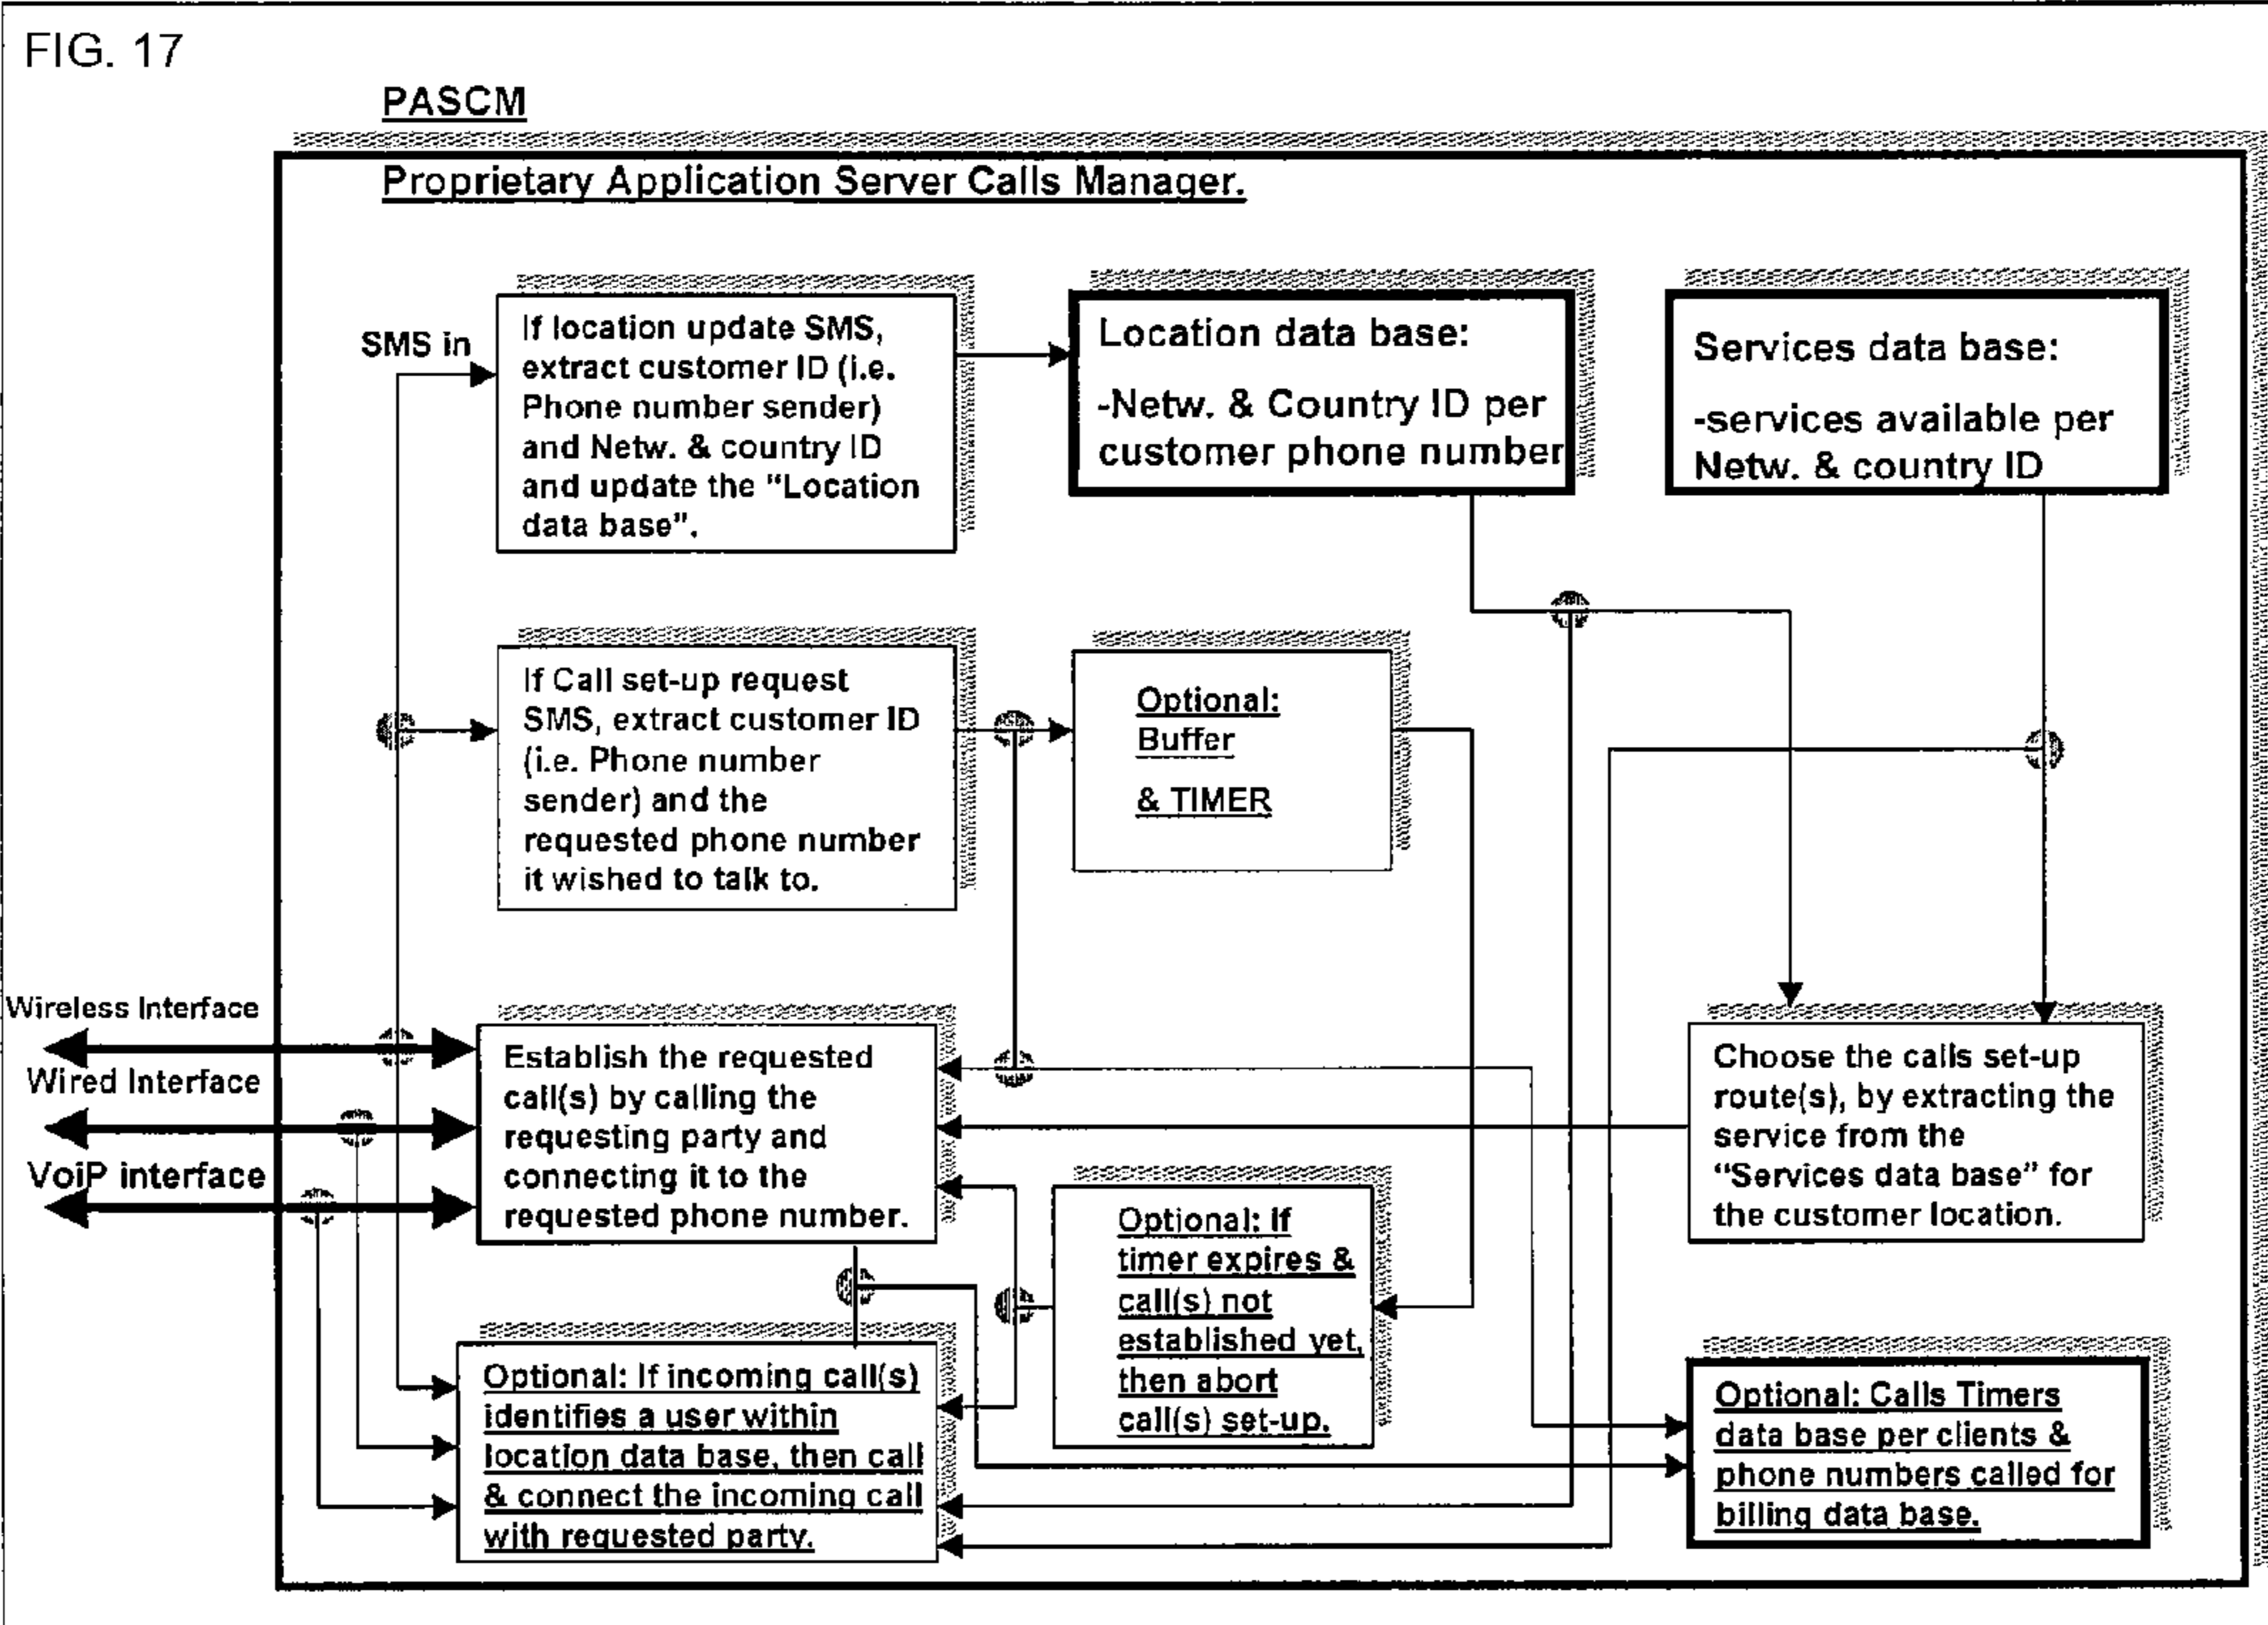 FIG. 17
PASCM
Proprietary Application Server Calls Manager.
SMS in
If location update SMS,
extract customer ID (i.e.
Phone number sender)
and Netw. & country ID
and update the "Location
data base".
Location data base:
-Netw. & Country ID per
customer phone number
Services data base:
-services available per
Netw. & country ID
If Call set-up request
SMS, extract customer ID
(i.e. Phone number
sender) and the
requested phone number
it wished to talk to.
Optional:
Buffer
& TIMER
Wireless Interface
Wired Interface
VoiP interface
Establish the requested
call(s) by calling the
requesting party and
connecting it to the
requested phone number.
Choose the calls set-up
route(s), by extracting the
service from the
"Services data base" for
the customer location.
Optional: If
timer expires &
call(s) not
established yet,
then abort
call(s) set-up.
Optional: If incoming call(s)
identifies a user within
location data base, then call
& connect the incoming call
with requested party.
Optional: Calls Timers
data base per clients &
phone numbers called for
billing data base.